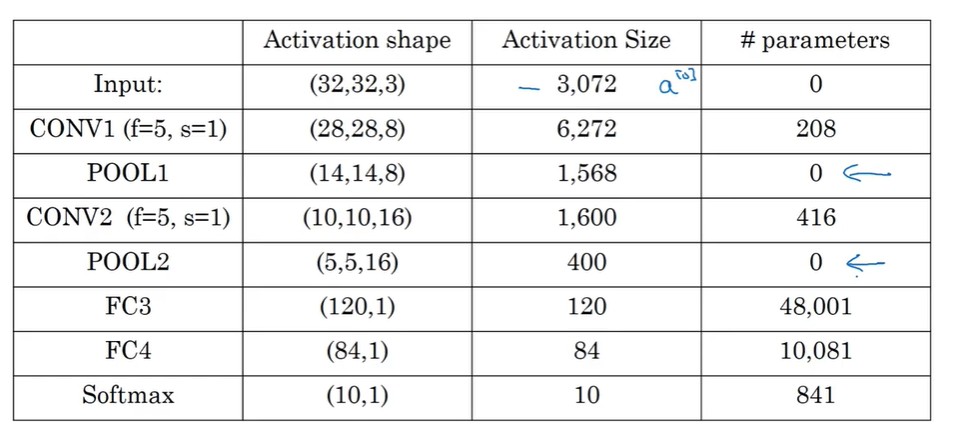 Activation shape Activation Size # parameters
Input: (32,32,3) – 3,072 a[0] 0
CONV1 (f=5, s=1) (28,28,8) 6,272 208
POOL1 (14,14,8) 1,568 0 ←
CONV2 (f=5, s=1) (10,10,16) 1,600 416
POOL2 (5,5,16) 400 0 ←
FC3 (120,1) 120 48,001
FC4 (84,1) 84 10,081
Softmax (10,1) 10 841